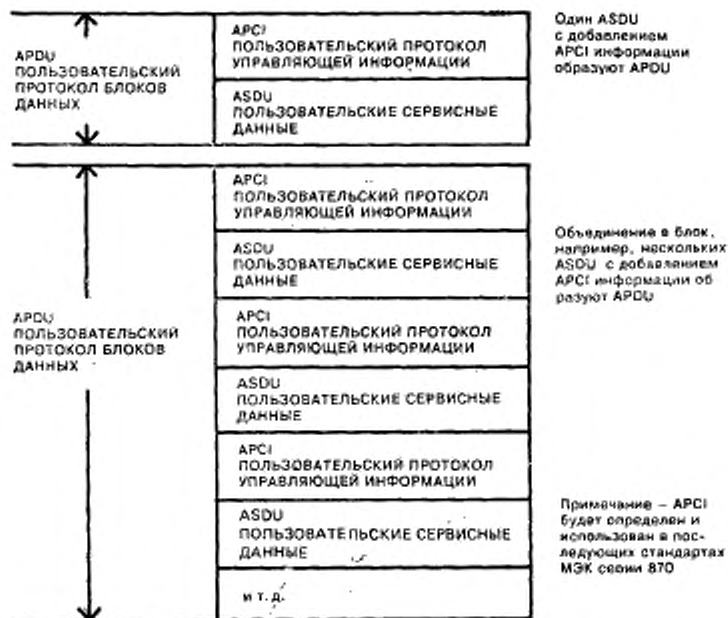 APDU
ПОЛЬЗОВАТЕЛЬСКИЙ
ПРОТОКОЛ БЛОКОВ
ДАННЫХ
APCI
ПОЛЬЗОВАТЕЛЬСКИЙ ПРОТОКОЛ
УПРАВЛЯЮЩЕЙ ИНФОРМАЦИИ
ASDU
ПОЛЬЗОВАТЕЛЬСКИЕ СЕРВИСНЫЕ
ДАННЫЕ
Один ASDU
с добавлением
APCI информации
образуют APDU
APDU
ПОЛЬЗОВАТЕЛЬСКИЙ
ПРОТОКОЛ БЛОКОВ
ДАННЫХ
APCI
ПОЛЬЗОВАТЕЛЬСКИЙ ПРОТОКОЛ
УПРАВЛЯЮЩЕЙ ИНФОРМАЦИИ
ASDU
ПОЛЬЗОВАТЕЛЬСКИЕ СЕРВИСНЫЕ
ДАННЫЕ
APCI
ПОЛЬЗОВАТЕЛЬСКИЙ ПРОТОКОЛ
УПРАВЛЯЮЩЕЙ ИНФОРМАЦИИ
ASDU
ПОЛЬЗОВАТЕЛЬСКИЕ СЕРВИСНЫЕ
ДАННЫЕ
APCI
ПОЛЬЗОВАТЕЛЬСКИЙ ПРОТОКОЛ
УПРАВЛЯЮЩЕЙ ИНФОРМАЦИИ
ASDU
ПОЛЬЗОВАТЕЛЬСКИЕ СЕРВИСНЫЕ
ДАННЫЕ
и т. д.
Объединение в блок,
например, нескольких
ASDU с добавлением
APCI информации об
разуют APDU
Примечание – APCI
будет определен и
использован в пос-
ледующих стандартах
МЭК серии 870